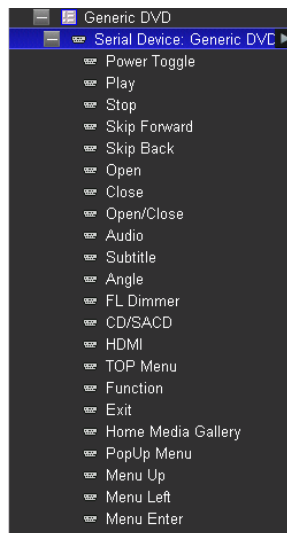 Generic DVD
Serial Device: Generic DVD
Power Toggle
Play
Stop
Skip Forward
Skip Back
Open
Close
Open/Close
Audio
Subtitle
Angle
FL Dimmer
CD/SACD
HDMI
TOP Menu
Function
Exit
Home Media Gallery
PopUp Menu
Menu Up
Menu Left
Menu Enter